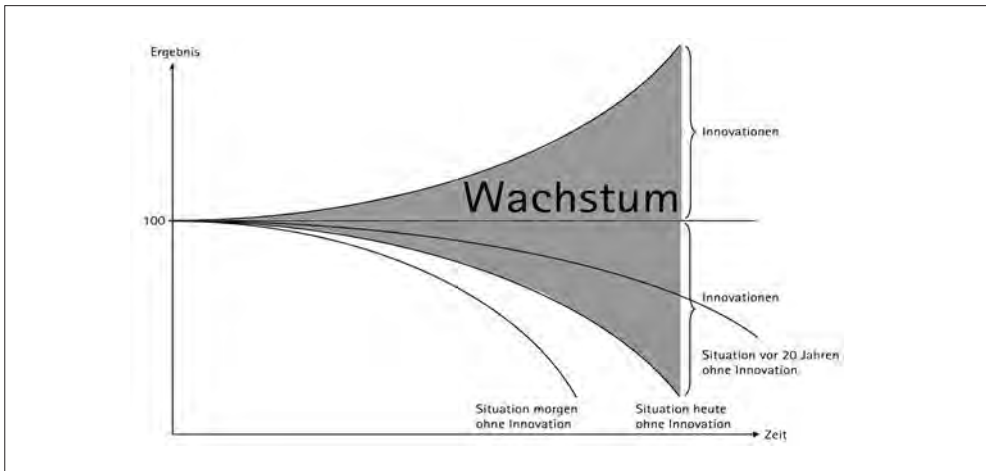 Ergebnis
Innovationen
Wachstum
100
Innovationen
Situation vor 20 Jahren
ohne Innovation
Situation morgen
ohne Innovation
Situation heute
ohne Innovation
Zeit